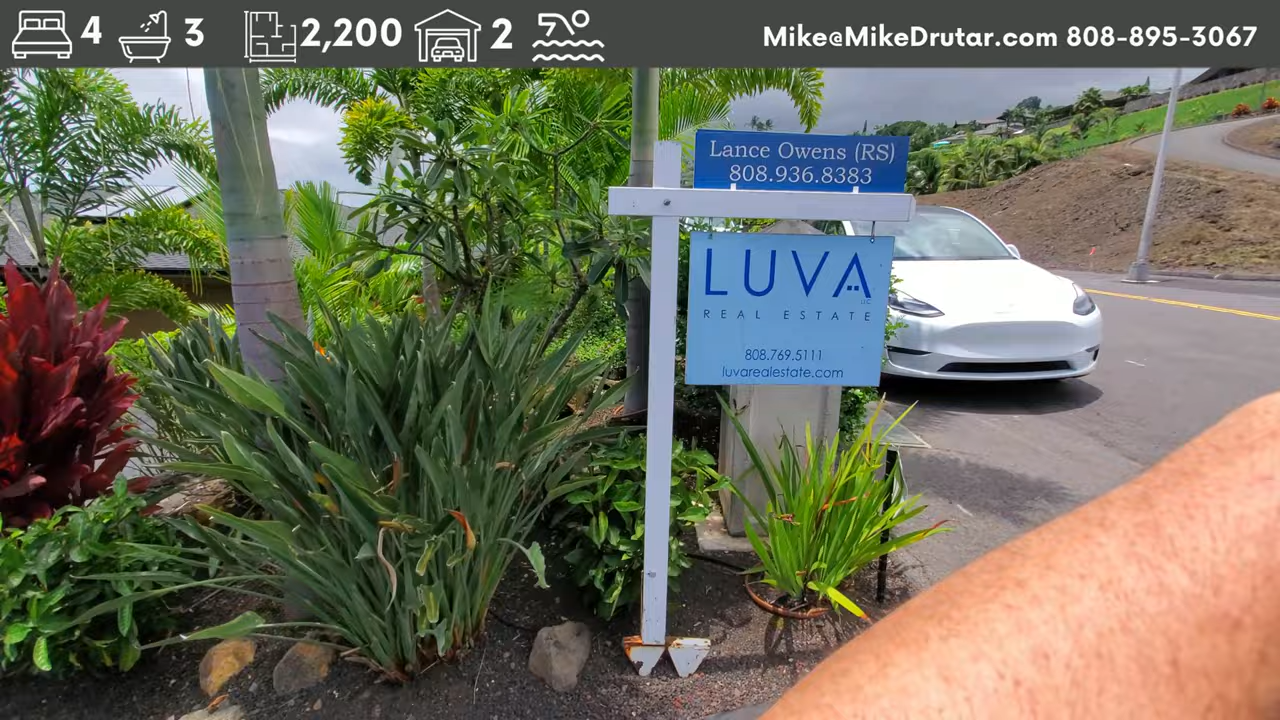 4 3 2,200 2 Mike@MikeDrutar.com 808-895-3067
Lance Owens (RS)
808.936.8383
LUVA
LLC
REAL ESTATE
808.769.5111
luvarealestate.com